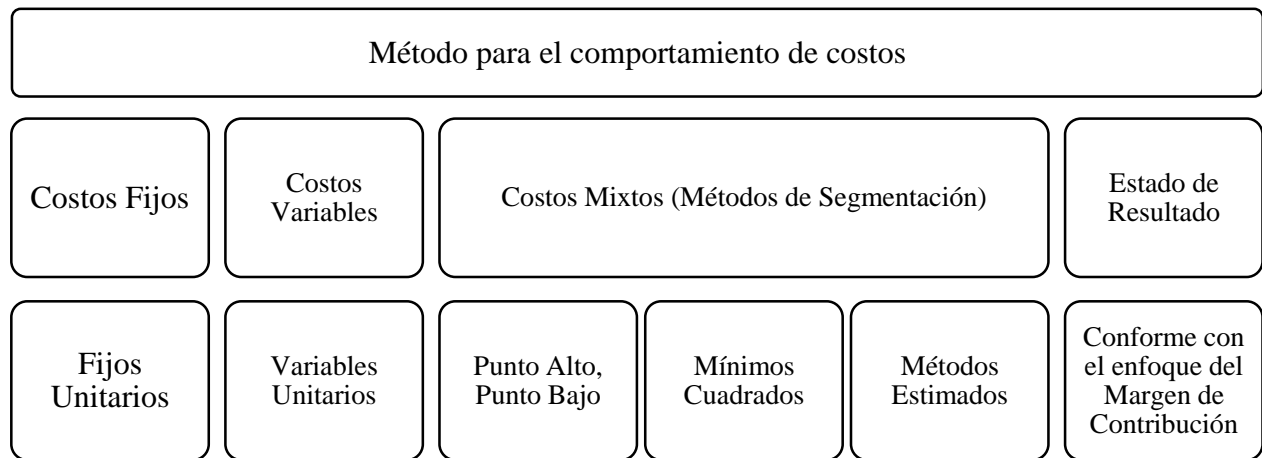 Método para el comportamiento de costos
Costos Fijos
Costos
Variables
Costos Mixtos (Métodos de Segmentación)
Estado de
Resultado
Fijos
Unitarios
Variables
Unitarios
Punto Alto,
Punto Bajo
Mínimos
Cuadrados
Métodos
Estimados
Conforme con
el enfoque del
Margen de
Contribución